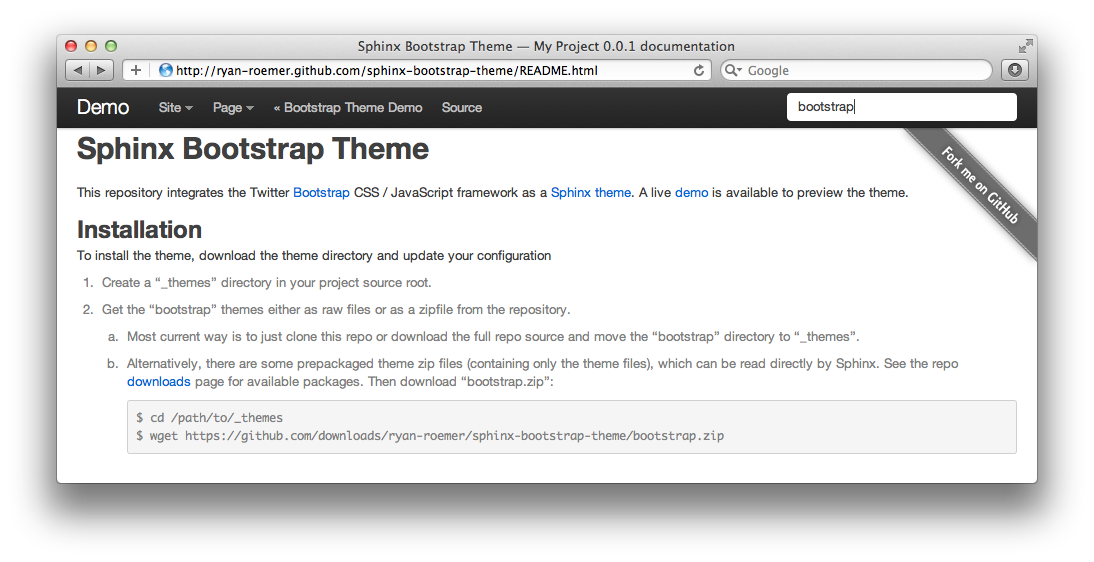 Sphinx Bootstrap Theme — My Project 0.0.1 documentation
http://ryan-roemer.github.com/sphinx-bootstrap-theme/README.html
Google
Demo Site Page « Bootstrap Theme Demo Source bootstrap
Fork me on GitHub
Sphinx Bootstrap Theme
This repository integrates the Twitter Bootstrap CSS / JavaScript framework as a Sphinx theme. A live demo is available to preview the theme.
Installation
To install the theme, download the theme directory and update your configuration
1. Create a “_themes” directory in your project source root.
2. Get the “bootstrap” themes either as raw files or as a zipfile from the repository.
a. Most current way is to just clone this repo or download the full repo source and move the “bootstrap” directory to “_themes”.
b. Alternatively, there are some prepackaged theme zip files (containing only the theme files), which can be read directly by Sphinx. See the repo
downloads page for available packages. Then download “bootstrap.zip”:
$ cd /path/to/_themes
$ wget https://github.com/downloads/ryan-roemer/sphinx-bootstrap-theme/bootstrap.zip